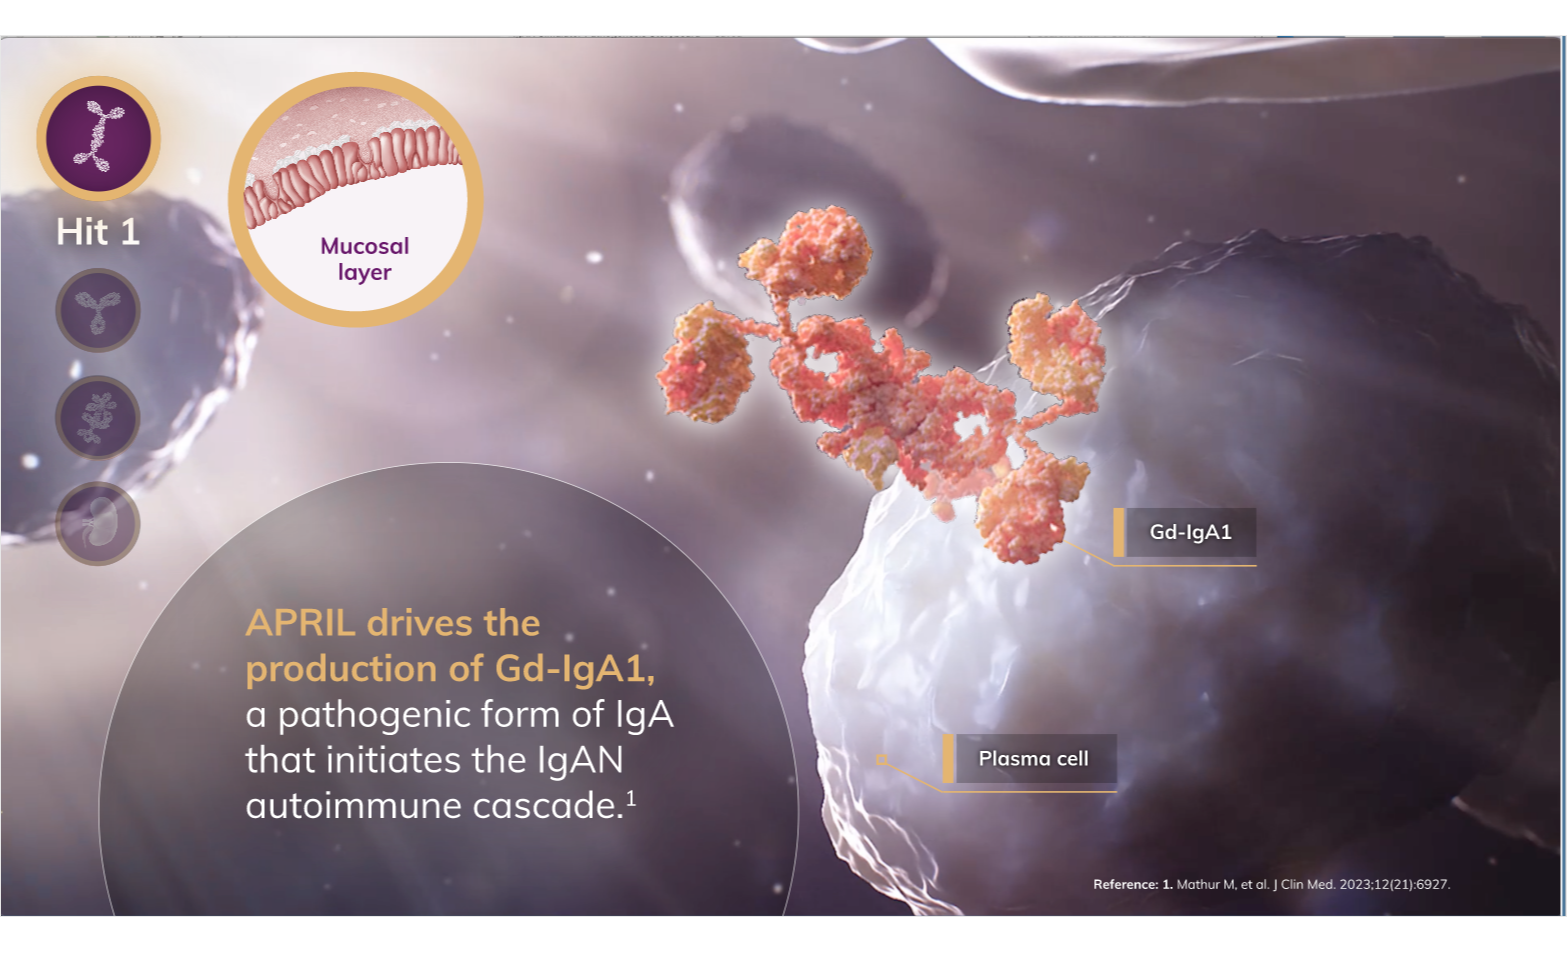 Hit 1
Mucosal
layer
Gd-IgA1
APRIL drives the
production of Gd-IgA1,
a pathogenic form of IgA
that initiates the IgAN
autoimmune cascade.1
Plasma cell
Reference: 1. Mathur M, et al. J Clin Med. 2023;12(21):6927.